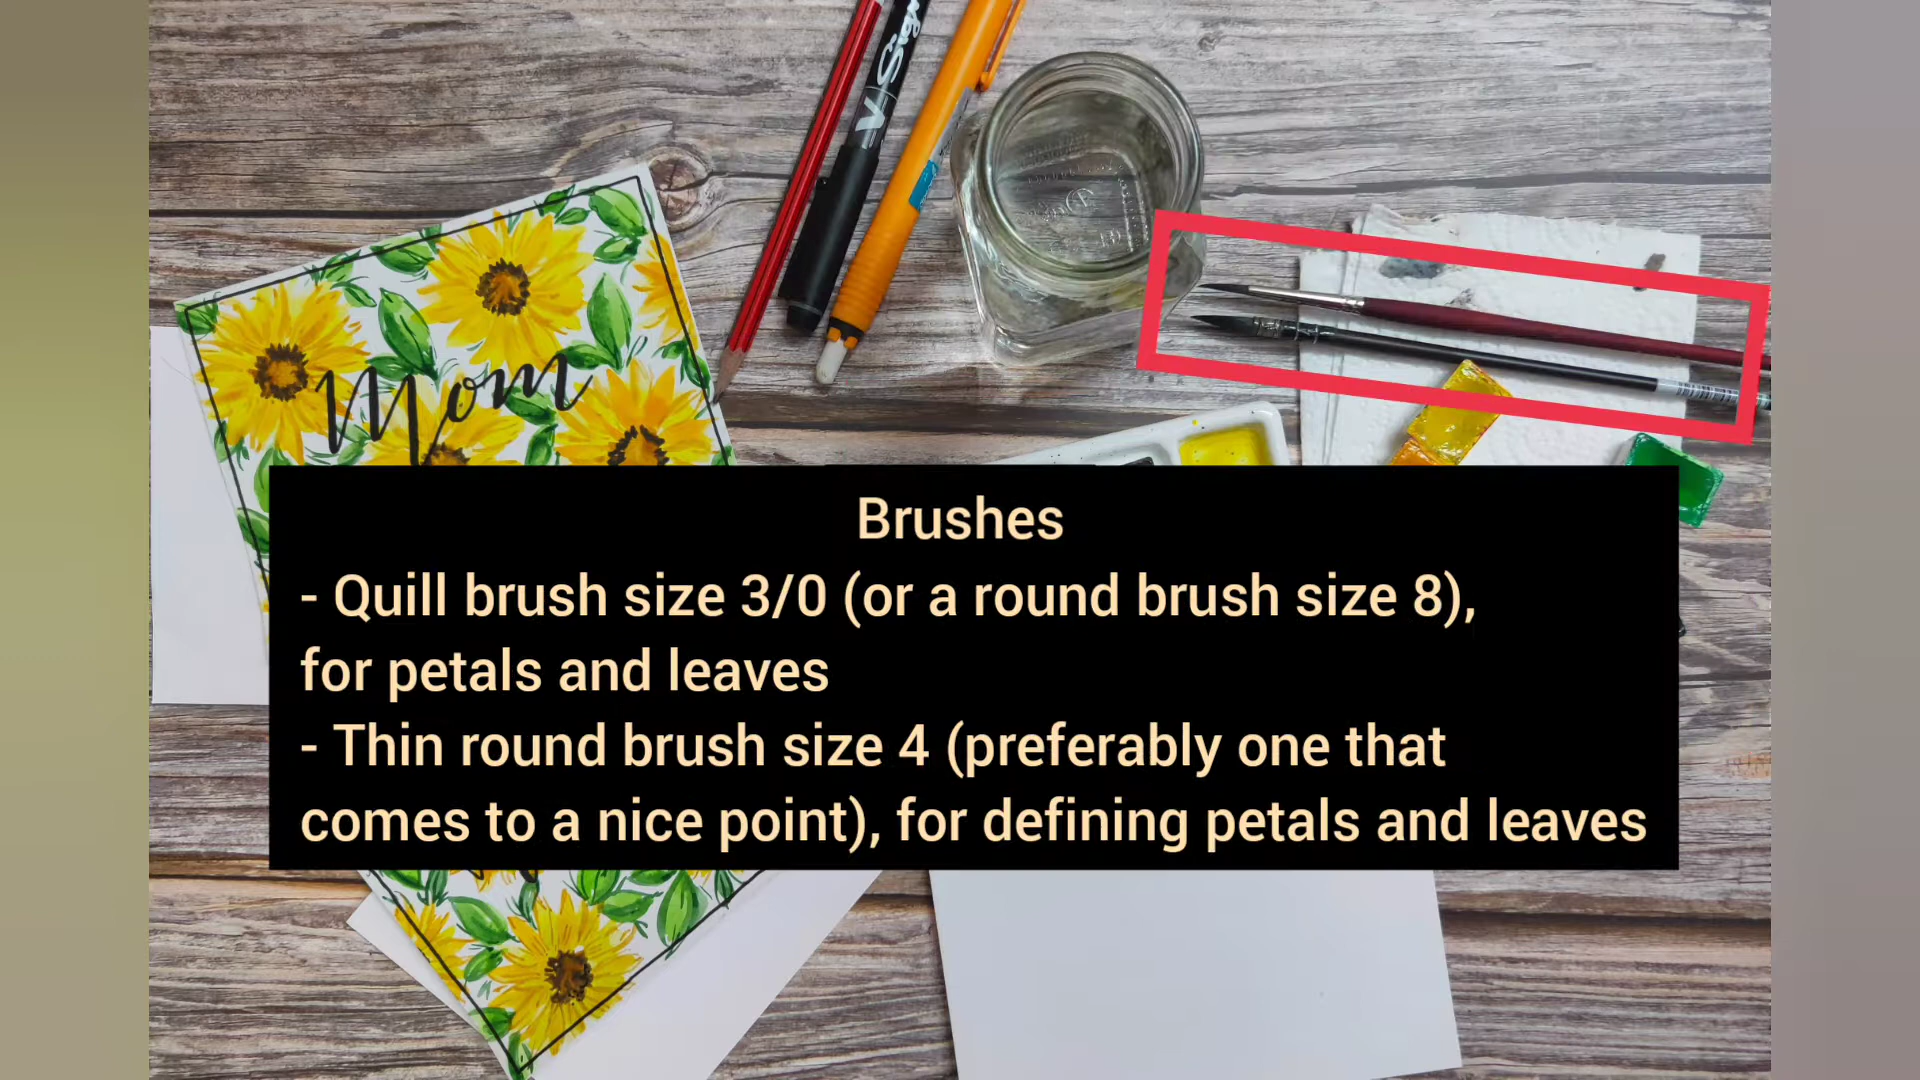 Mom
Brushes
- Quill brush size 3/0 (or a round brush size 8),
for petals and leaves
- Thin round brush size 4 (preferably one that
comes to a nice point), for defining petals and leaves